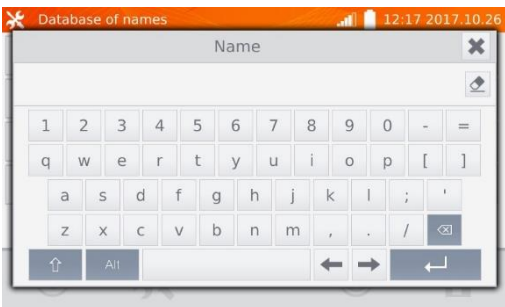 Database of names 12:17 2017.10.26
Name
1 2 3 4 5 6 7 8 9 0 - =
q w e r t y u i o p [ ]
a s d f g h j k l ; '
z x c v b n m , . /
Alt